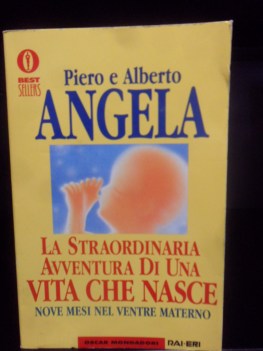 BEST
SELLERS
Piero e Alberto
ANGELA
LA STRAORDINARIA
AVVENTURA DI UNA
VITA CHE NASCE
NOVE MESI NEL VENTRE MATERNO
OSCAR MONDADORI
RAI-ERI